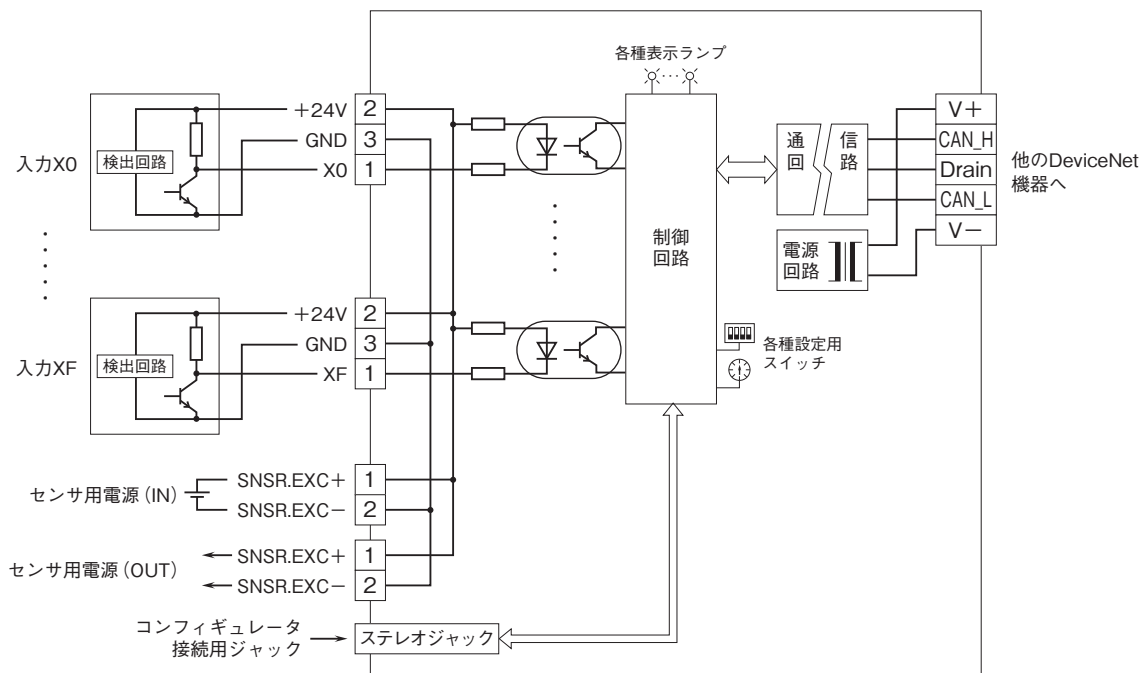 各種表示ランプ
入力X0
検出回路
+24V 2
GND 3
X0 1
制御
回路
通 信
回 路
電源
回路
V+
CAN_H
Drain
CAN_L
V−
他のDeviceNet
機器へ
入力XF
検出回路
+24V 2
GND 3
XF 1
各種設定用
スイッチ
センサ用電源(IN)
SNSR.EXC+ 1
SNSR.EXC− 2
センサ用電源(OUT)
SNSR.EXC+ 1
SNSR.EXC− 2
コンフィギュレータ
接続用ジャック
ステレオジャック